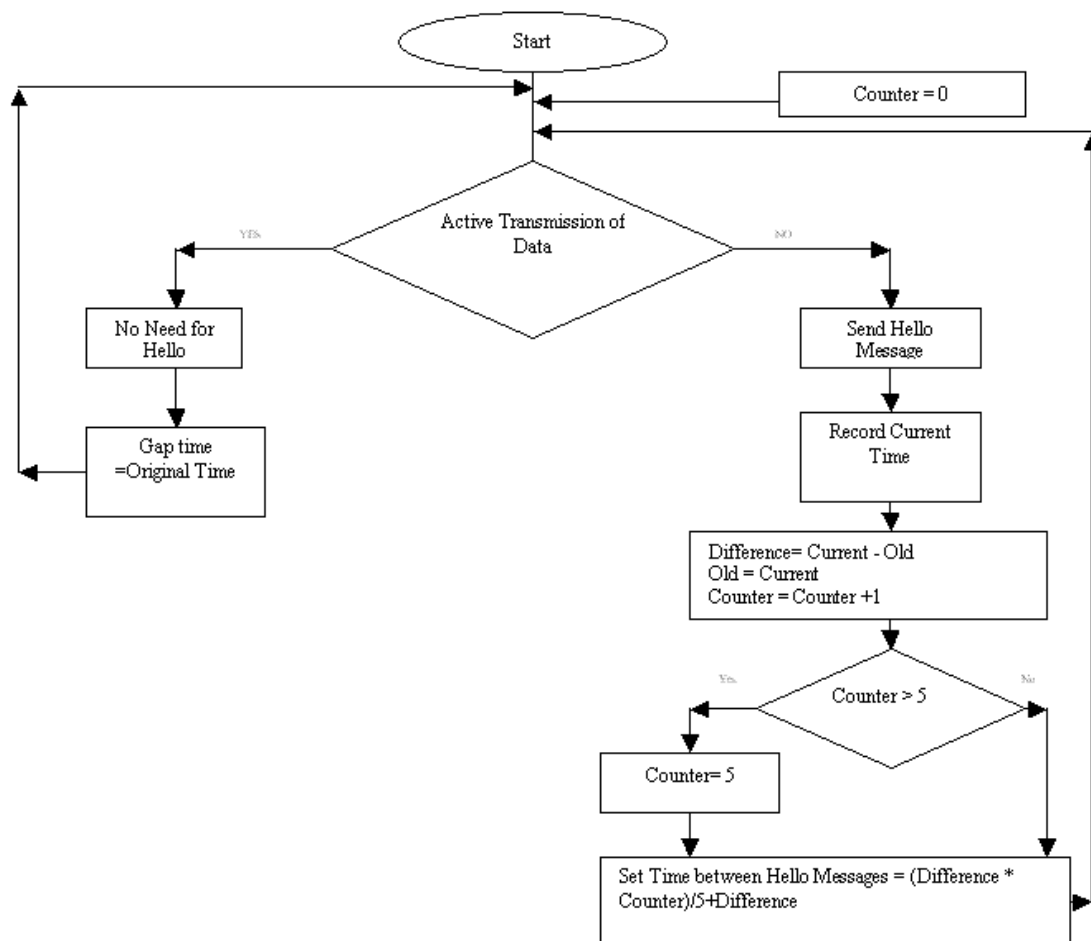 Start
Counter = 0
Active Transmission of
Data
YES
NO
No Need for
Hello
Send Hello
Message
Gap time
=Original Time
Record Current
Time
Difference= Current - Old
Old = Current
Counter = Counter +1
Yes
No
Counter > 5
Counter= 5
Set Time between Hello Messages = (Difference *
Counter)/5+Difference